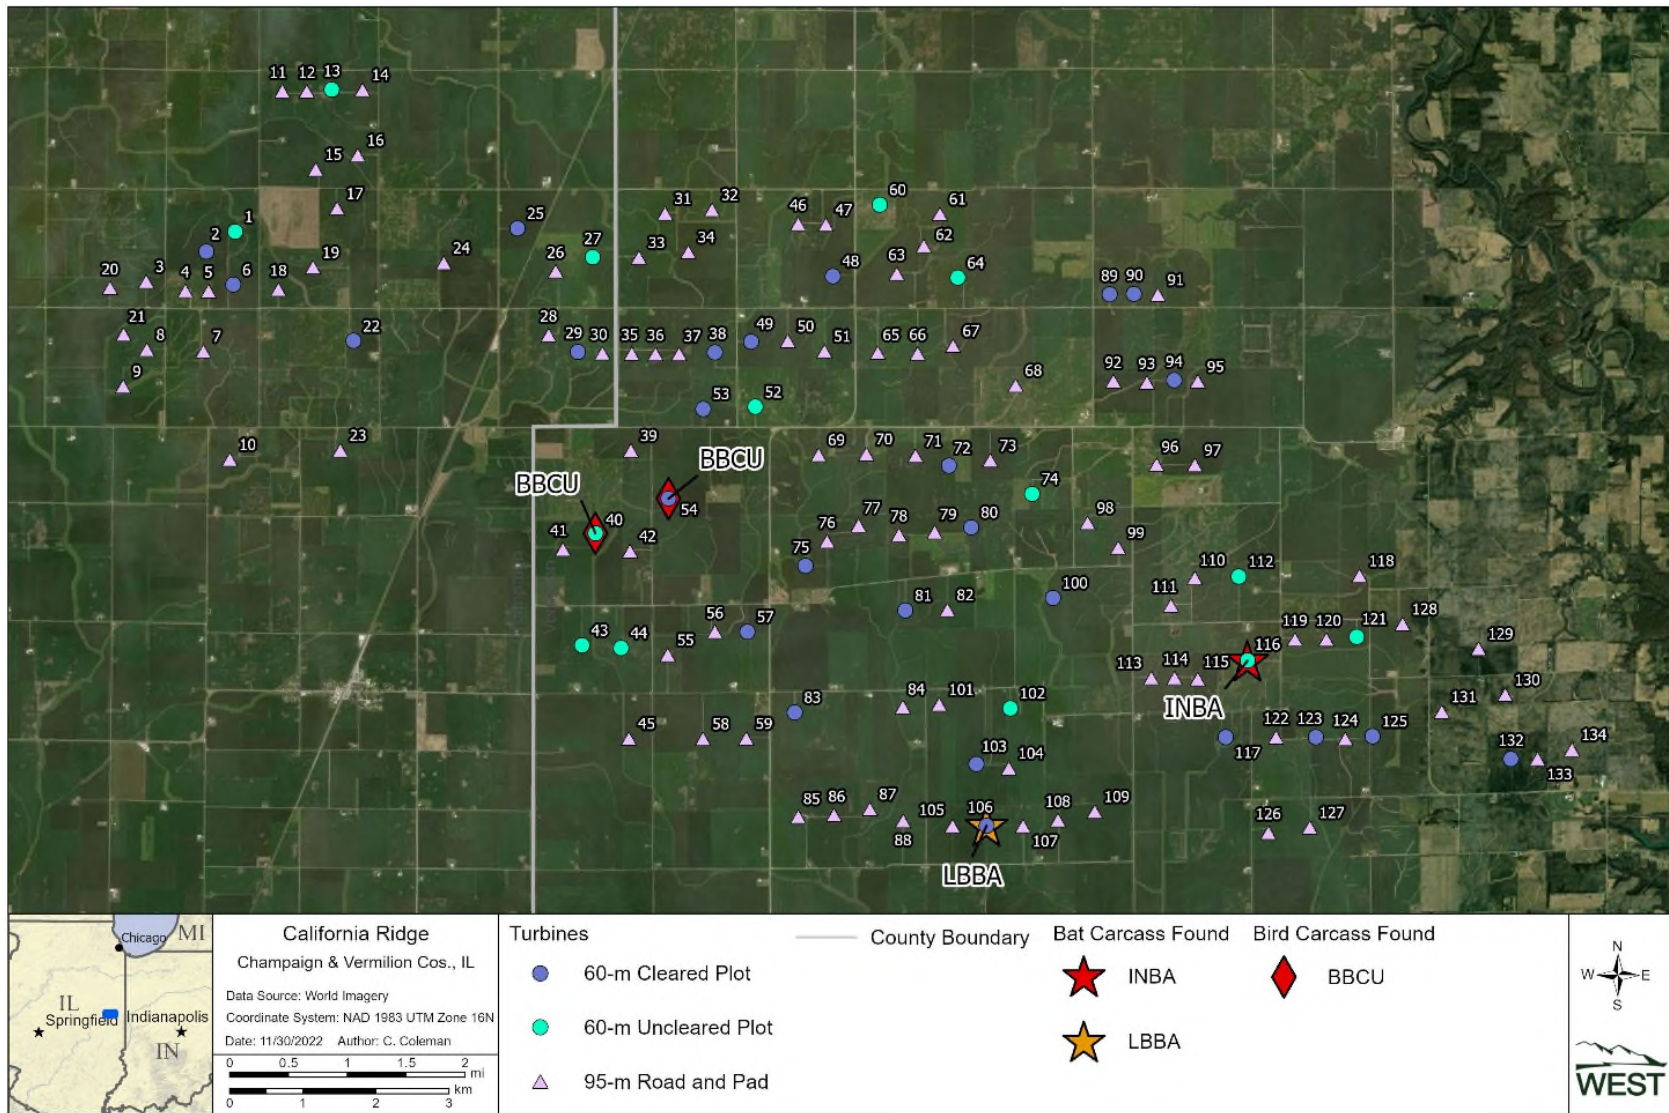 11 12 13 14
16
15
17
1
2
25
24
19
20 3 4 5 6 18
26
27
31 32
33 34
46 47
60
61
62
48 63 64
89 90 91
21 8 7
22
28 29 30 35 36 37 38 49 50 51 65 66 67
9
53 52
68
92 93 94 95
10 23
39
BBCU
BBCU
54
40
41 42
69 70 71 72 73
74
96 97
75 76 77 78 79 80
98
99
110 112 118
111
81 82
100
43 44 55 56 57
119 120 121 128
129
113 114 115 116
INBA
83
84 101 102
131 130
45 58 59
117
122 123 124 125
132 133 134
103 104
85 86 87
88
105 106
107
108 109
126 127
LBBA
Chicago
MI
IL
Springfield
Indianapolis
IN
California Ridge
Champaign & Vermilion Cos., IL
Data Source: World Imagery
Coordinate System: NAD 1983 UTM Zone 16N
Date: 11/30/2022 Author: C. Coleman
0 0.5 1 1.5 2
mi
km
0 1 2 3
Turbines
60-m Cleared Plot
60-m Uncleared Plot
95-m Road and Pad
County Boundary
Bat Carcass Found
INBA
LBBA
Bird Carcass Found
BBCU
N
W E
S
WEST